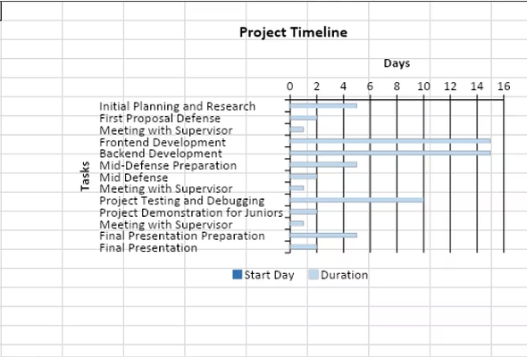 Project Timeline
Days
0 2 4 6 8 10 12 14 16
Tasks
Initial Planning and Research
First Proposal Defense
Meeting with Supervisor
Frontend Development
Backend Development
Mid-Defense Preparation
Mid Defense
Meeting with Supervisor
Project Testing and Debugging
Project Demonstration for Juniors
Meeting with Supervisor
Final Presentation Preparation
Final Presentation
Start Day Duration